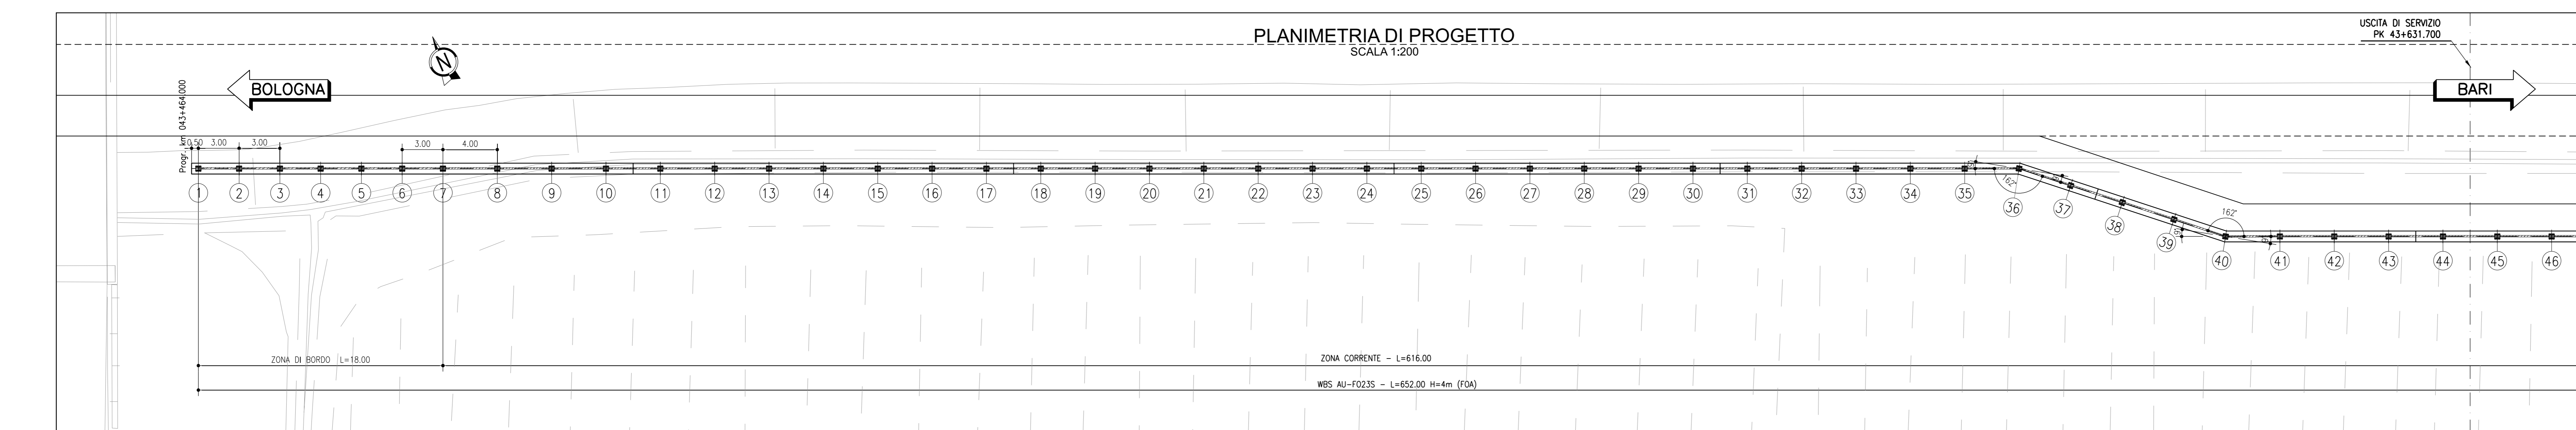 PLANIMETRIA DI PROGETTO
SCALA 1:200
USCITA DI SERVIZIO
PK 43+631.700
N
BOLOGNA
BARI
Progr. km 043+464.000
0.50 3.00 3.00 3.00 4.00
1 2 3 4 5 6 7 8 9 10 11 12 13 14 15 16 17 18 19 20 21 22 23 24 25 26 27 28 29 30 31 32 33 34 35 36 37 38 39 40 41 42 43 44 45 46
162°
162°
ZONA DI BORDO L=18.00
ZONA CORRENTE - L=616.00
WBS AU-FO23S - L=652.00 H=4m (FOA)